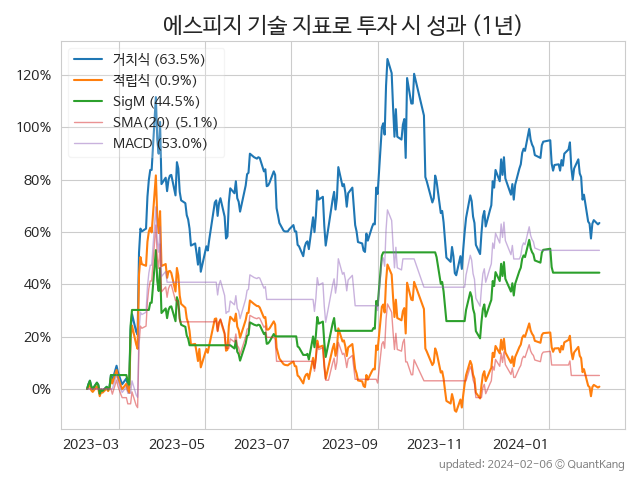 에스피지 기술 지표로 투자 시 성과 (1년)
거치식 (63.5%)
적립식 (0.9%)
SigM (44.5%)
SMA(20) (5.1%)
MACD (53.0%)
120%
100%
80%
60%
40%
20%
0%
2023-03 2023-05 2023-07 2023-09 2023-11 2024-01
updated: 2024-02-06 © QuantKang